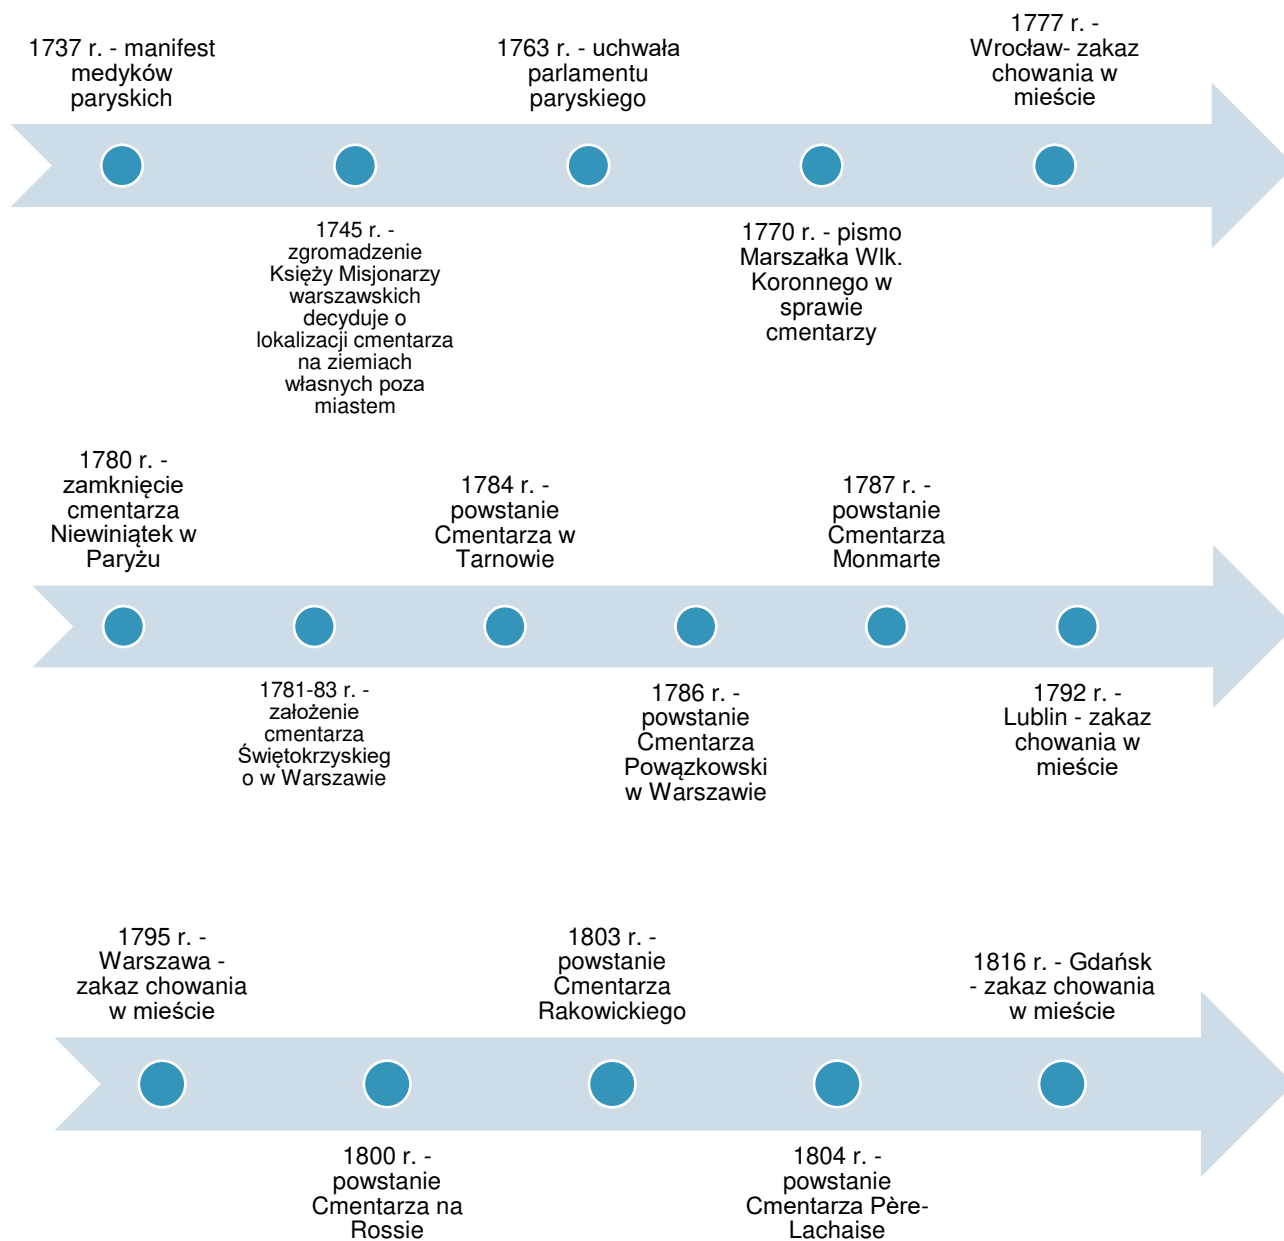 1737 r. - manifest
medyków
paryskich
1745 r. -
zgromadzenie
Księży Misjonarzy
warszawskich
decyduje o
lokalizacji cmentarza
na ziemiach
własnych poza
miastem
1763 r. - uchwała
parlamentu
paryskiego
1770 r. - pismo
Marszałka Wlk.
Koronnego w
sprawie
cmentarzy
1777 r. -
Wrocław- zakaz
chowania w
mieście
1780 r. -
zamknięcie
cmentarza
Niewiniątek w
Paryżu
1781-83 r. -
założenie
cmentarza
Świętokrzyskieg
o w Warszawie
1784 r. -
powstanie
Cmentarza w
Tarnowie
1786 r. -
powstanie
Cmentarza
Powązkowski
w Warszawie
1787 r. -
powstanie
Cmentarza
Monmarte
1792 r. -
Lublin - zakaz
chowania w
mieście
1795 r. -
Warszawa -
zakaz chowania
w mieście
1800 r. -
powstanie
Cmentarza na
Rossie
1803 r. -
powstanie
Cmentarza
Rakowickiego
1804 r. -
powstanie
Cmentarza Père-
Lachaise
1816 r. - Gdańsk
- zakaz chowania
w mieście